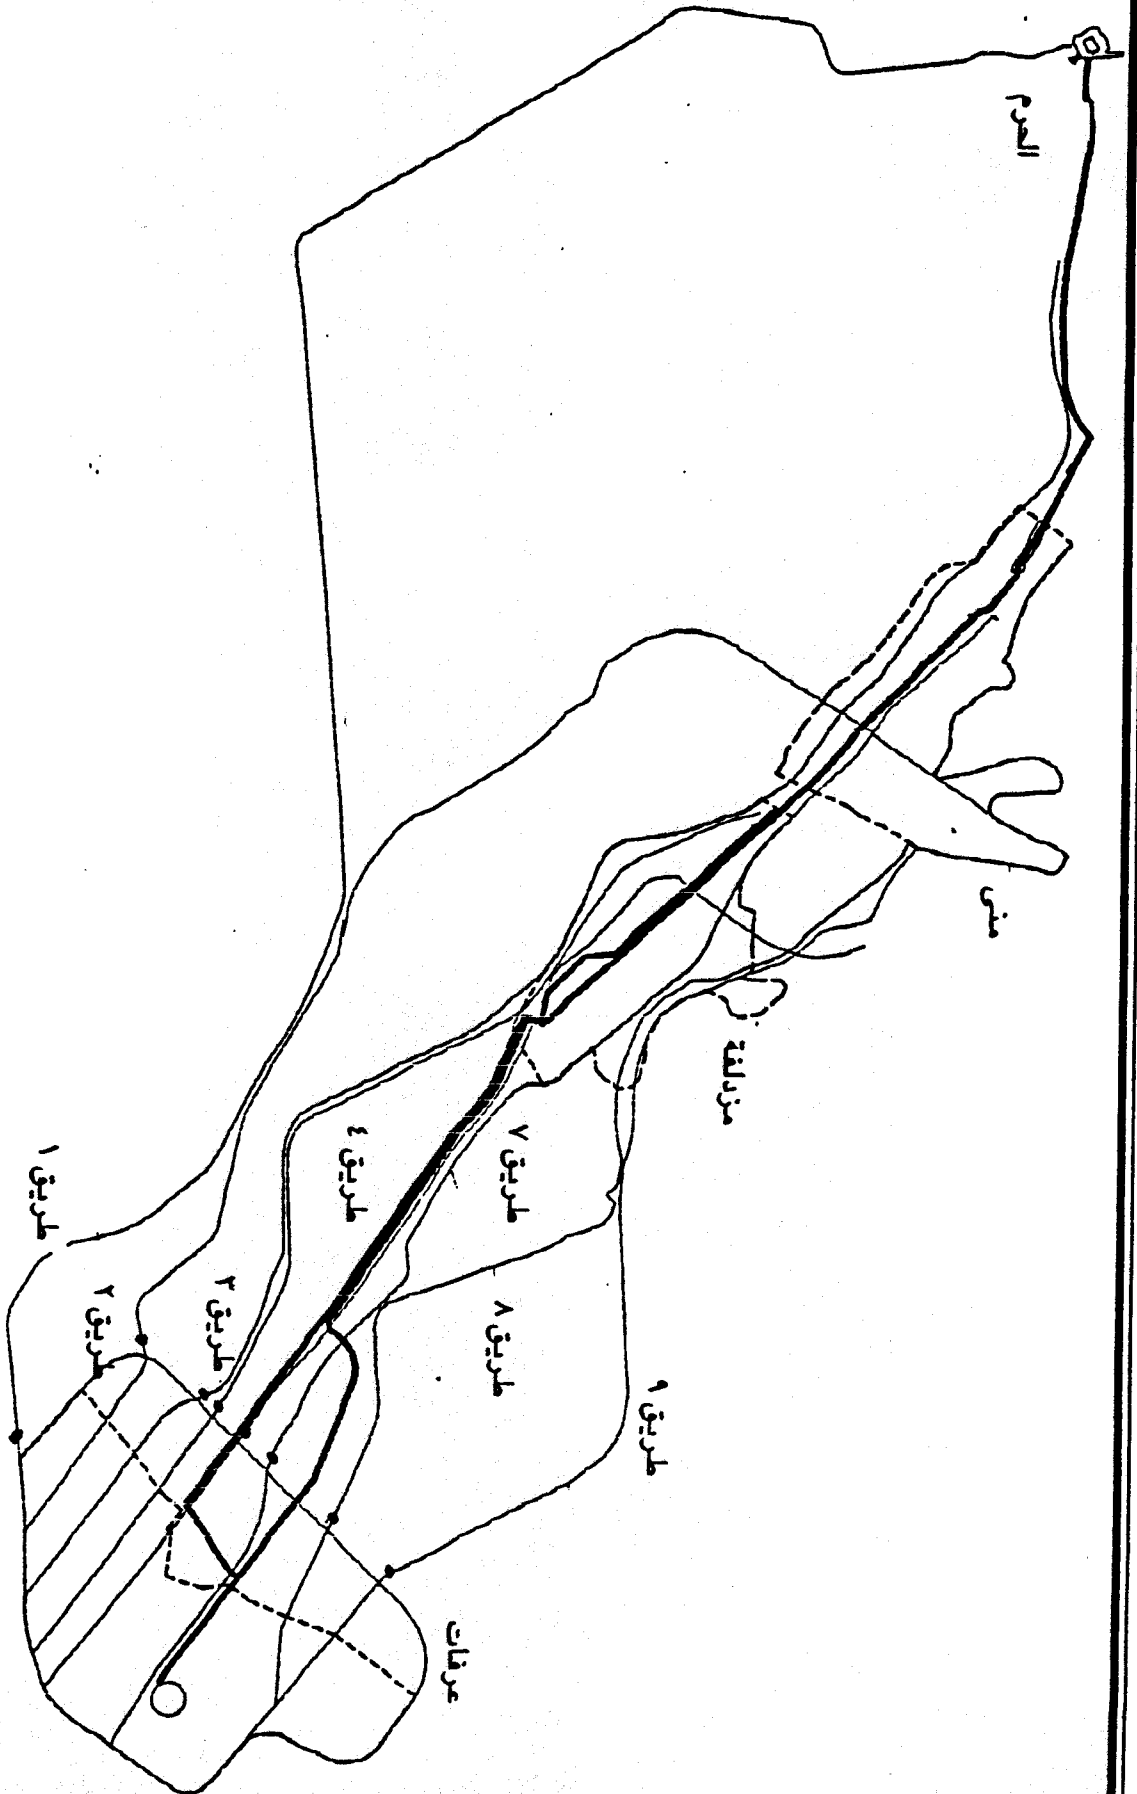 الحرم
منى
مزدلفة
طريق ٧
طريق ٤
طريق ١
طريق ٢
طريق ٣
طريق ٨
طريق ٩
عرفات